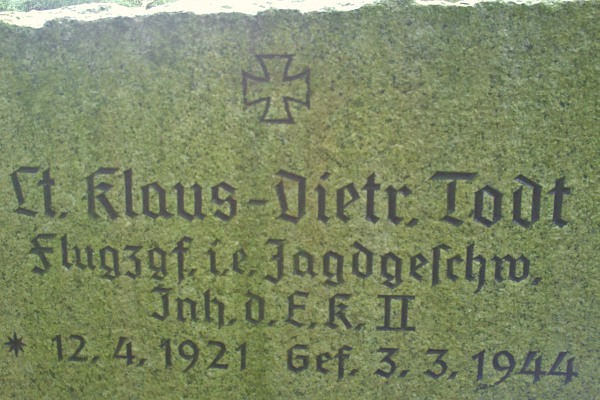 Lt. Klaus-Dietr. Todt
Flugzgf. i. e. Jagdgeschw.
Inh. d. E. K. II
* 12. 4. 1921 Gef. 3. 3. 1944